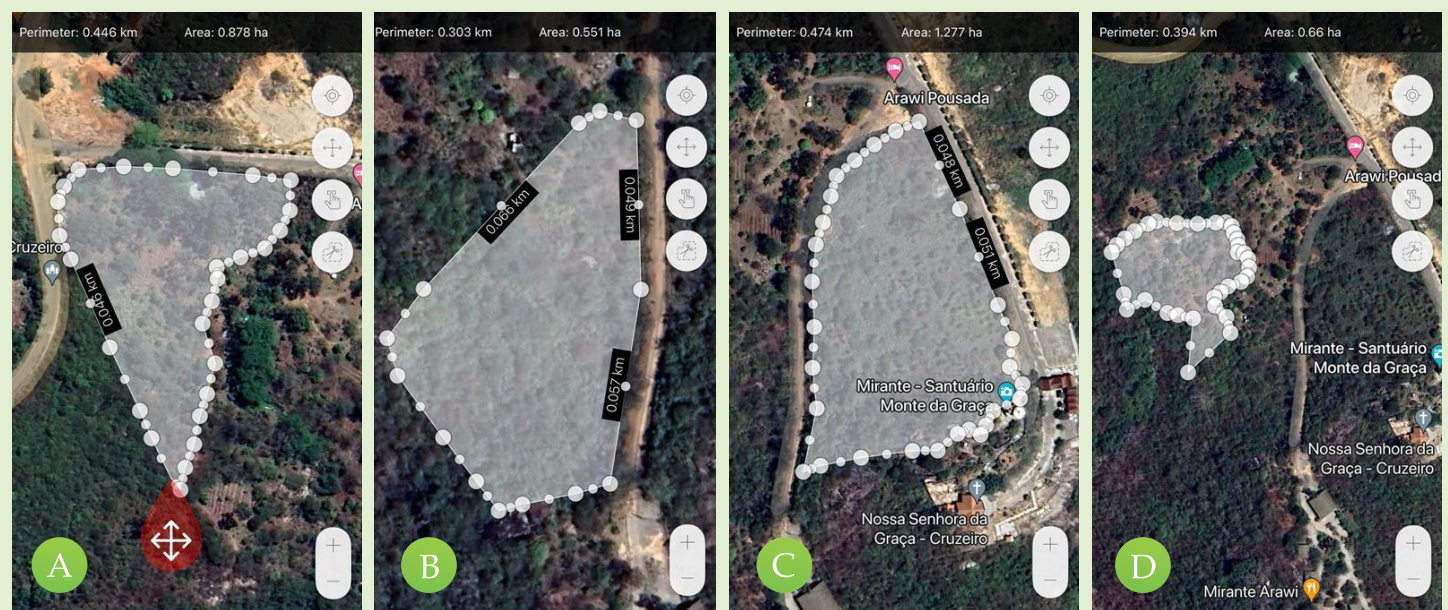 Perimeter: 0.446 km Area: 0.878 ha
Cruzeiro
A
0.046 km
A
Perimeter: 0.303 km Area: 0.551 ha
0.066 km
0.049 km
0.057 km
B
Perimeter: 0.474 km Area: 1.277 ha
Arawi Pousada
0.048 km
0.051 km
Mirante - Santuário
Monte da Graça
Nossa Senhora da
Graça - Cruzeiro
C
Perimeter: 0.394 km Area: 0.66 ha
Arawi Pousad
Mirante - Santuário
Monte da Graça
Nossa Senhora da
Graça - Cruzeiro
Mirante Arawi
D